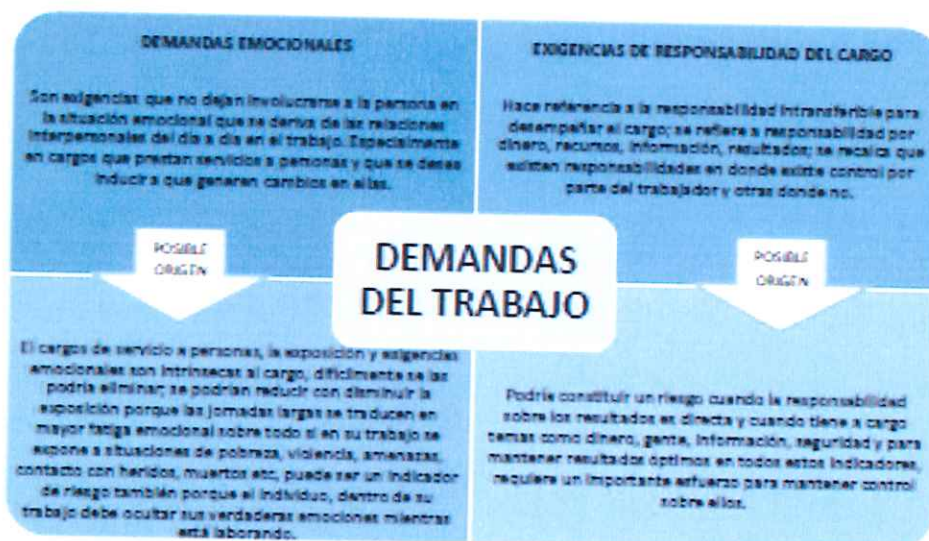 DEMANDAS EMOCIONALES
Son exigencias que no dejan involucrarse a la persona en
la situación emocional que se deriva de las relaciones
interpersonales del día a día en el trabajo. Especialmente
en cargos que prestan servicios a personas y que se desea
inducir a que generen cambios en ellas.
EXIGENCIAS DE RESPONSABILIDAD DEL CARGO
Hace referencia a la responsabilidad intransferible para
desempeñar el cargo; se refiere a responsabilidad por
dinero, recursos, información, resultados; se recalca que
existen responsabilidades en donde existe control por
parte del trabajador y otras donde no.
POSIBLE
ORIGEN
DEMANDAS
DEL TRABAJO
POSIBLE
ORIGEN
El cargos de servicio a personas, la exposición y exigencias
emocionales son intrínsecas al cargo, difícilmente se las
podría eliminar; se podrían reducir con disminuir la
exposición porque las jornadas largas se traducen en
mayor fatiga emocional sobre todo si en su trabajo se
expone a situaciones de pobreza, violencia, amenazas,
contacto con heridos, muertos etc, puede ser un indicador
de riesgo también porque el individuo, dentro de su
trabajo debe ocultar sus verdaderas emociones mientras
está laborando.
Podría constituir un riesgo cuando la responsabilidad
sobre los resultados es directa y cuando tiene a cargo
temas como dinero, gente, información, seguridad y para
mantener resultados óptimos en todos estos indicadores,
requiere un importante esfuerzo para mantener control
sobre ellos.